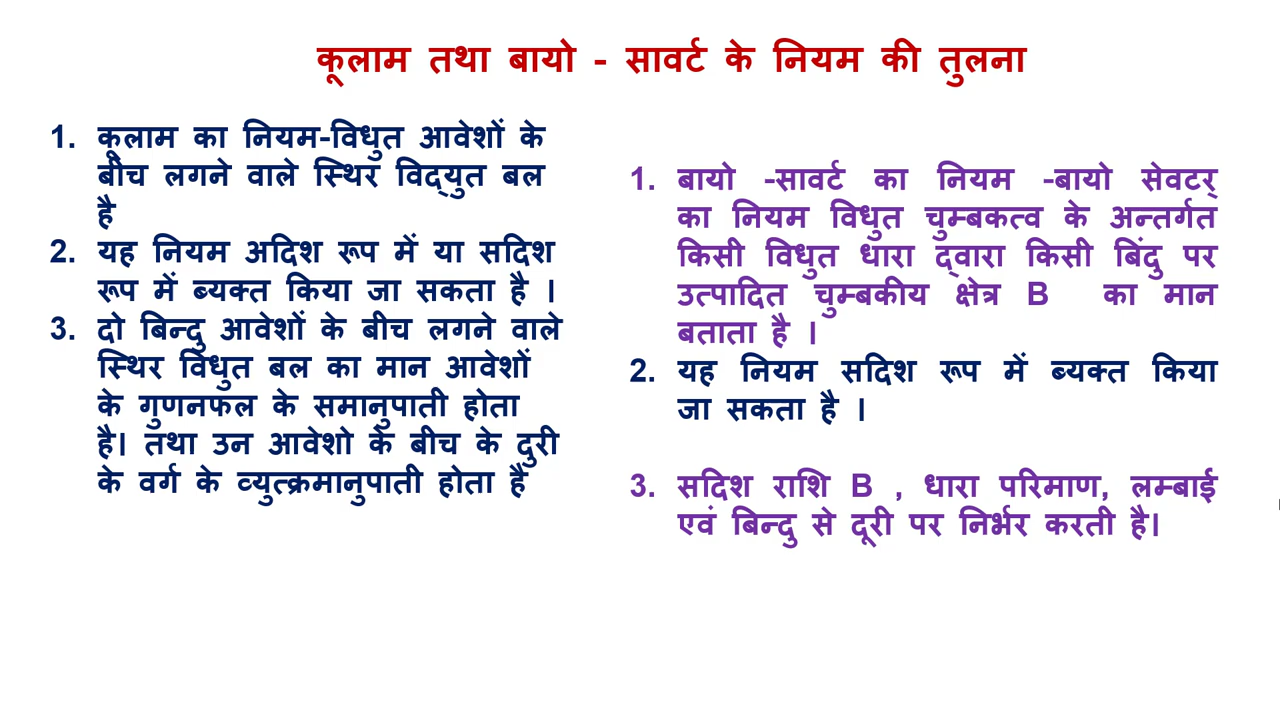 कूलाम तथा बायो - सावर्ट के नियम की तुलना
1. कूलाम का नियम-विधुत आवेशों के
बीच लगने वाले स्थिर विद्युत बल
है
2. यह नियम अदिश रूप में या सदिश
रूप में ब्यक्त किया जा सकता है ।
3. दो बिन्दु आवेशों के बीच लगने वाले
स्थिर विधुत बल का मान आवेशों
के गुणनफल के समानुपाती होता
है। तथा उन आवेशो के बीच के दुरी
के वर्ग के व्युत्क्रमानुपाती होता है
1. बायो -सावर्ट का नियम -बायो सेवटर्
का नियम विधुत चुम्बकत्व के अन्तर्गत
किसी विधुत धारा द्वारा किसी बिंदु पर
उत्पादित चुम्बकीय क्षेत्र B का मान
बताता है ।
2. यह नियम सदिश रूप में ब्यक्त किया
जा सकता है ।
3. सदिश राशि B , धारा परिमाण, लम्बाई
एवं बिन्दु से दूरी पर निर्भर करती है।